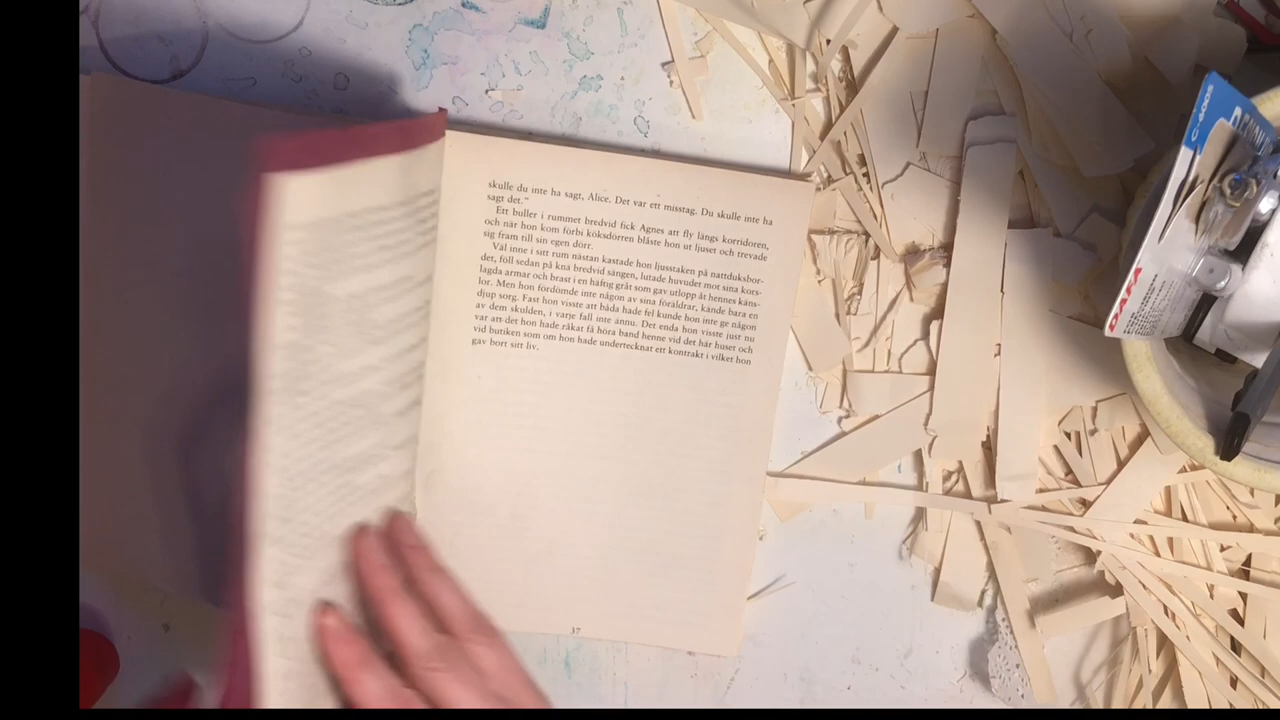 skulle du inte ha sagt, Alice. Det var ett misstag. Du skulle inte ha
sagt det."
Ett buller i rummet bredvid fick Agnes att fly längs korridoren,
och när hon kom förbi köksdörren blåste hon ut ljuset och trevade
sig fram till sin egen dörr.
Väl inne i sitt rum nästan kastade hon ljusstaken på nattduksbor-
det, föll sedan på knä bredvid sängen, lutade huvudet mot sina kors-
lagda armar och brast i en häftig gråt som gav utlopp åt hennes käns-
lor. Men hon fördömde inte någon av sina föräldrar, kände bara en
djup sorg. Fast hon visste att båda hade fel kunde hon inte ge någon
av dem skulden, i varje fall inte ännu. Det enda hon visste just nu
var att det hon hade råkat få höra band henne vid det här huset och
vid butiken som om hon hade undertecknat ett kontrakt i vilket hon
gav bort sitt liv.
37
C-6005
DAFA